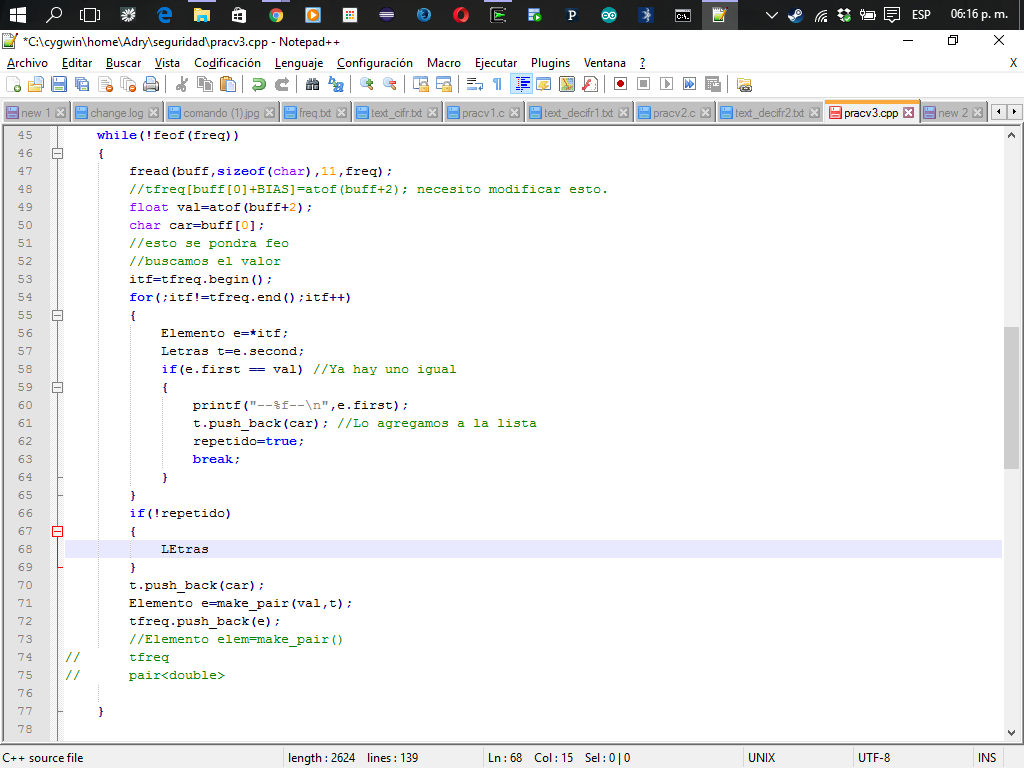 ESP 06:16 p. m.
*C:\cygwin\home\Adry\seguridad\pracv3.cpp - Notepad++
Archivo Editar Buscar Vista Codificación Lenguaje Configuración Macro Ejecutar Plugins Ventana ? X
new 1 change.log comando (1).jpg freq.txt text_cifr.txt pracv1.c text_decifr1.txt pracv2.c text_decifr2.txt pracv3.cpp new 2
45 while(!feof(freq))
46 {
47 fread(buff,sizeof(char),11,freq);
48 //tfreq[buff[0]+BIAS]=atof(buff+2); necesito modificar esto.
49 float val=atof(buff+2);
50 char car=buff[0];
51 //esto se pondra feo
52 //buscamos el valor
53 itf=tfreq.begin();
54 for(;itf!=tfreq.end();itf++)
55 {
56 Elemento e=*itf;
57 Letras t=e.second;
58 if(e.first == val) //Ya hay uno igual
59 {
60 printf("--%f--\n",e.first);
61 t.push_back(car); //Lo agregamos a la lista
62 repetido=true;
63 break;
64 }
65 }
66 if(!repetido)
67 {
68 LEtras
69 }
70 t.push_back(car);
71 Elemento e=make_pair(val,t);
72 tfreq.push_back(e);
73 //Elemento elem=make_pair()
74 // tfreq
75 // pair<double>
76
77 }
78
C++ source file length : 2624 lines : 139 Ln : 68 Col : 15 Sel : 0 | 0 UNIX UTF-8 INS